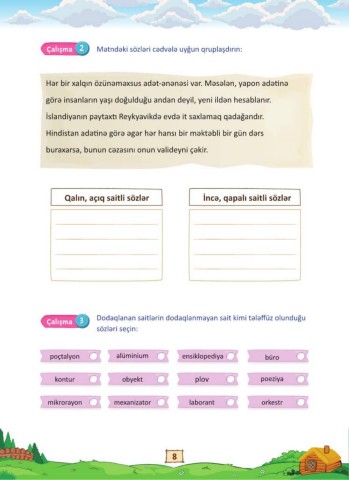 Çalışma 2 Mətndəki sözləri cədvələ uyğun qruplaşdırın:
Hər bir xalqın özünəməxsus adət-ənənəsi var. Məsələn, yapon adətinə
görə insanların yaşı doğulduğu andan deyil, yeni ildən hesablanır.
İslandiyanın paytaxtı Reykyavikdə evdə it saxlamaq qadağandır.
Hindistan adətinə görə əgər hər hansı bir məktəbli bir gün dərs
buraxarsa, bunun cəzasını onun valideyni çəkir.
Qalın, açıq saitli sözlər İncə, qapalı saitli sözlər
Çalışma 3 Dodaqlanan saitlərin dodaqlanmayan sait kimi tələffüz olunduğu
sözləri seçin:
poçtalyon alüminium ensiklopediya büro
kontur obyekt plov poeziya
mikrorayon mexanizator laborant orkestr
8